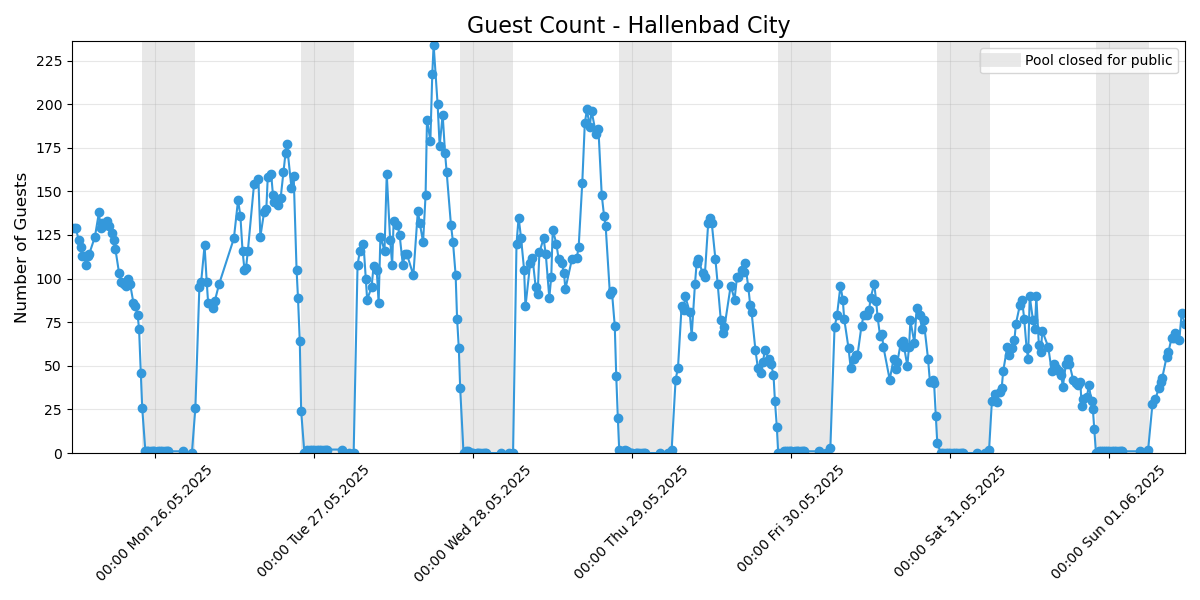 Guest Count - Hallenbad City
Pool closed for public
Number of Guests
225
200
175
150
125
100
75
50
25
0
00:00 Mon 26.05.2025
00:00 Tue 27.05.2025
00:00 Wed 28.05.2025
00:00 Thu 29.05.2025
00:00 Fri 30.05.2025
00:00 Sat 31.05.2025
00:00 Sun 01.06.2025